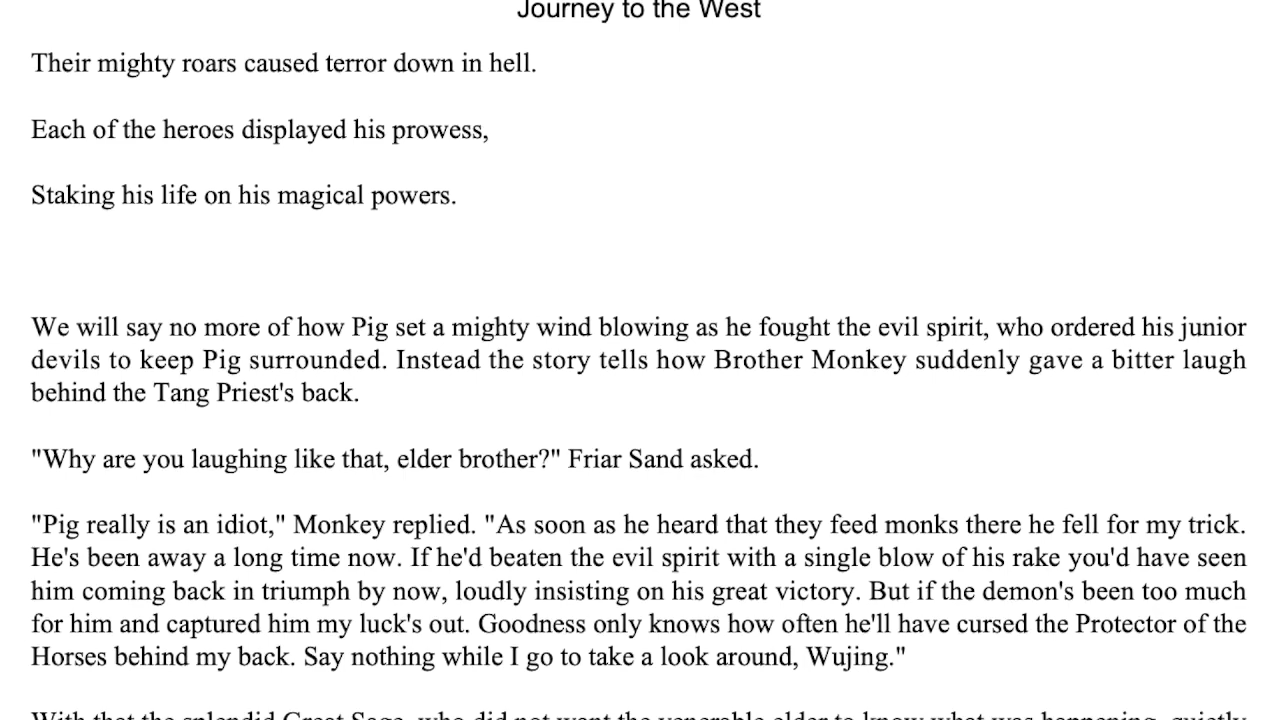 Journey to the West
Their mighty roars caused terror down in hell.
Each of the heroes displayed his prowess,
Staking his life on his magical powers.
We will say no more of how Pig set a mighty wind blowing as he fought the evil spirit, who ordered his junior
devils to keep Pig surrounded. Instead the story tells how Brother Monkey suddenly gave a bitter laugh
behind the Tang Priest's back.
"Why are you laughing like that, elder brother?" Friar Sand asked.
"Pig really is an idiot," Monkey replied. "As soon as he heard that they feed monks there he fell for my trick.
He's been away a long time now. If he'd beaten the evil spirit with a single blow of his rake you'd have seen
him coming back in triumph by now, loudly insisting on his great victory. But if the demon's been too much
for him and captured him my luck's out. Goodness only knows how often he'll have cursed the Protector of the
Horses behind my back. Say nothing while I go to take a look around, Wujing."
With that the splendid Great Sage, who did not want the venerable elder to know what was happening, quietly